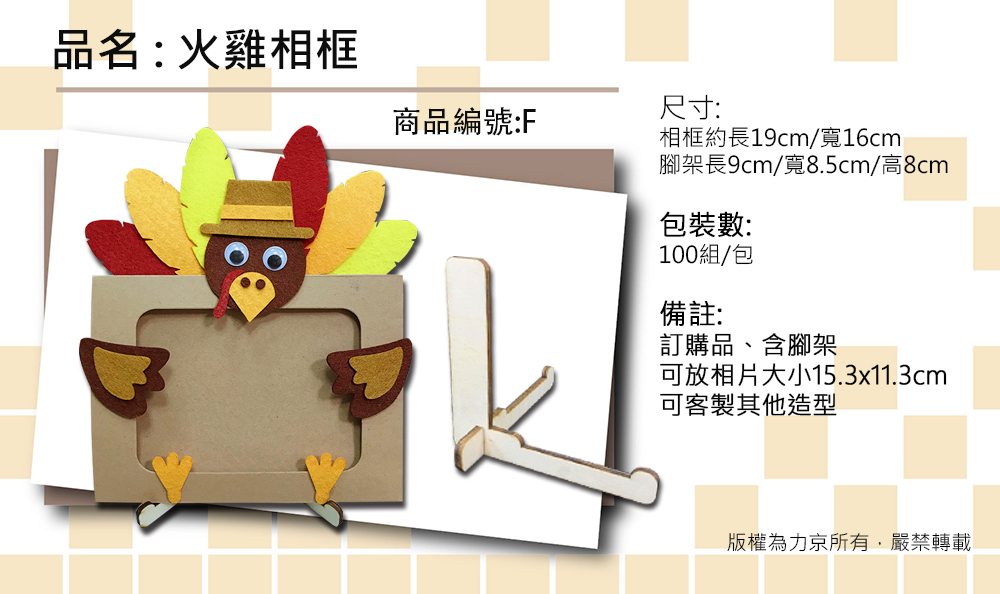 品名 : 火雞相框
商品編號:F
尺寸:
相框約長19cm/寬16cm
腳架長9cm/寬8.5cm/高8cm
包裝數:
100組/包
備註:
訂購品、含腳架
可放相片大小15.3x11.3cm
可客製其他造型
版權為力京所有，嚴禁轉載